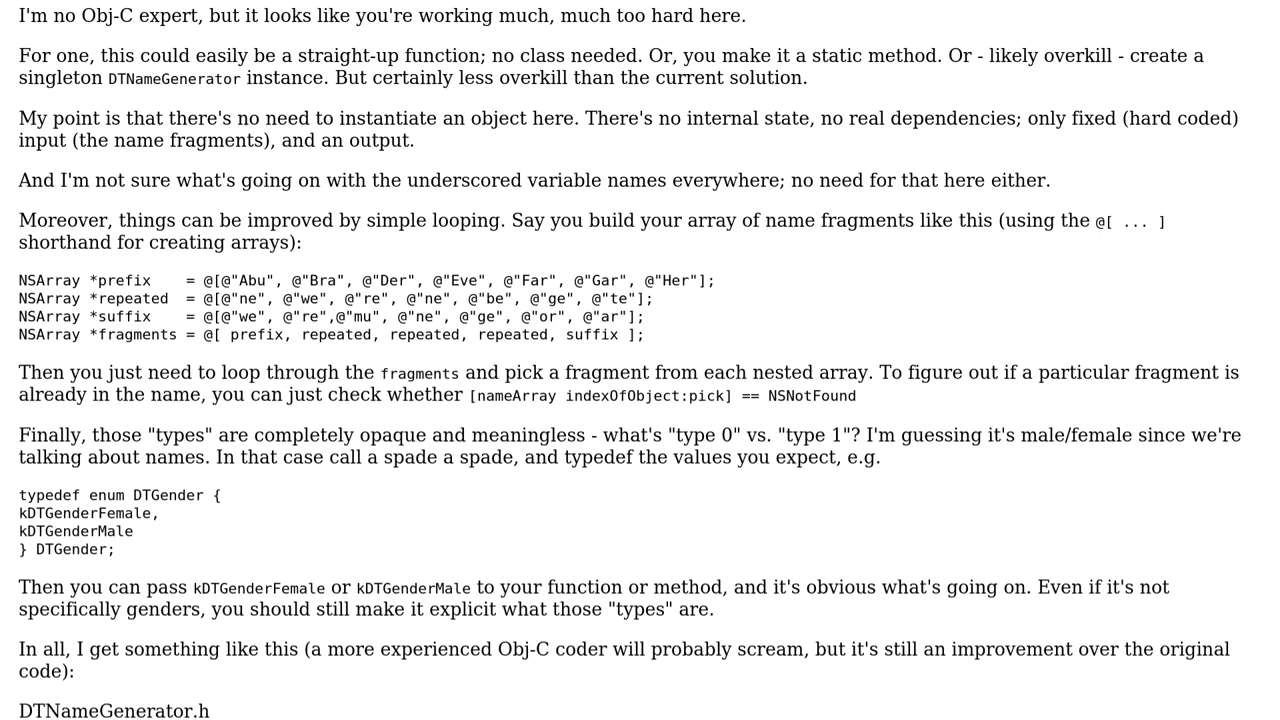 I'm no Obj-C expert, but it looks like you're working much, much too hard here.
For one, this could easily be a straight-up function; no class needed. Or, you make it a static method. Or - likely overkill - create a
singleton DTNameGenerator instance. But certainly less overkill than the current solution.
My point is that there's no need to instantiate an object here. There's no internal state, no real dependencies; only fixed (hard coded)
input (the name fragments), and an output.
And I'm not sure what's going on with the underscored variable names everywhere; no need for that here either.
Moreover, things can be improved by simple looping. Say you build your array of name fragments like this (using the @[ ... ]
shorthand for creating arrays):
NSArray *prefix    = @[@"Abu", @"Bra", @"Der", @"Eve", @"Far", @"Gar", @"Her"];
NSArray *repeated  = @[@"ne", @"we", @"re", @"ne", @"be", @"ge", @"te"];
NSArray *suffix    = @[@"we", @"re",@"mu", @"ne", @"ge", @"or", @"ar"];
NSArray *fragments = @[ prefix, repeated, repeated, repeated, suffix ];
Then you just need to loop through the fragments and pick a fragment from each nested array. To figure out if a particular fragment is
already in the name, you can just check whether [nameArray indexOfObject:pick] == NSNotFound
Finally, those "types" are completely opaque and meaningless - what's "type 0" vs. "type 1"? I'm guessing it's male/female since we're
talking about names. In that case call a spade a spade, and typedef the values you expect, e.g.
typedef enum DTGender {
kDTGenderFemale,
kDTGenderMale
} DTGender;
Then you can pass kDTGenderFemale or kDTGenderMale to your function or method, and it's obvious what's going on. Even if it's not
specifically genders, you should still make it explicit what those "types" are.
In all, I get something like this (a more experienced Obj-C coder will probably scream, but it's still an improvement over the original
code):
DTNameGenerator.h